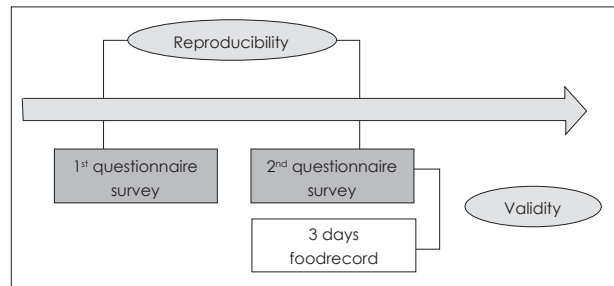 Reproducibility
1st questionnaire
survey
2nd questionnaire
survey
Validity
3 days
foodrecord